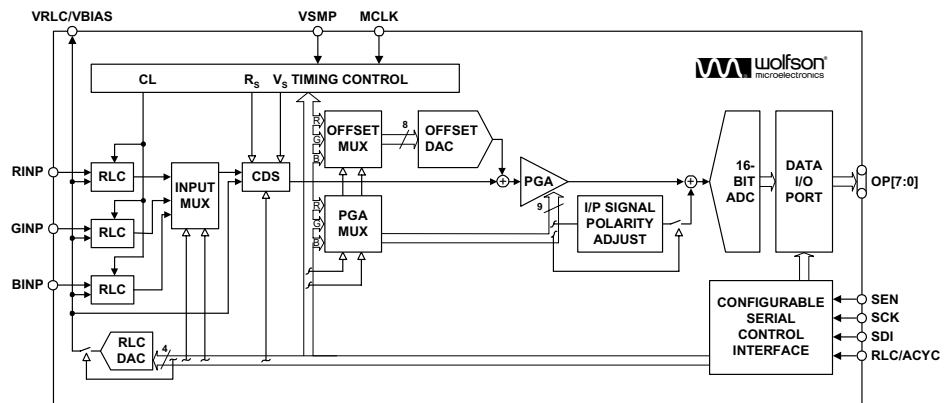 VRLC/VBIAS VSMP MCLK
CL RS VS TIMING CONTROL
wolfson
microelectronics
R
G
B
OFFSET
MUX
8
OFFSET
DAC
RINP
RLC
INPUT
MUX
CDS
PGA
16-
BIT
ADC
DATA
I/O
PORT
OP[7:0]
GINP
RLC
R
G
B
PGA
MUX
9
I/P SIGNAL
POLARITY
ADJUST
BINP
RLC
CONFIGURABLE
SERIAL
CONTROL
INTERFACE
SEN
SCK
SDI
RLC/ACYC
RLC
DAC
4